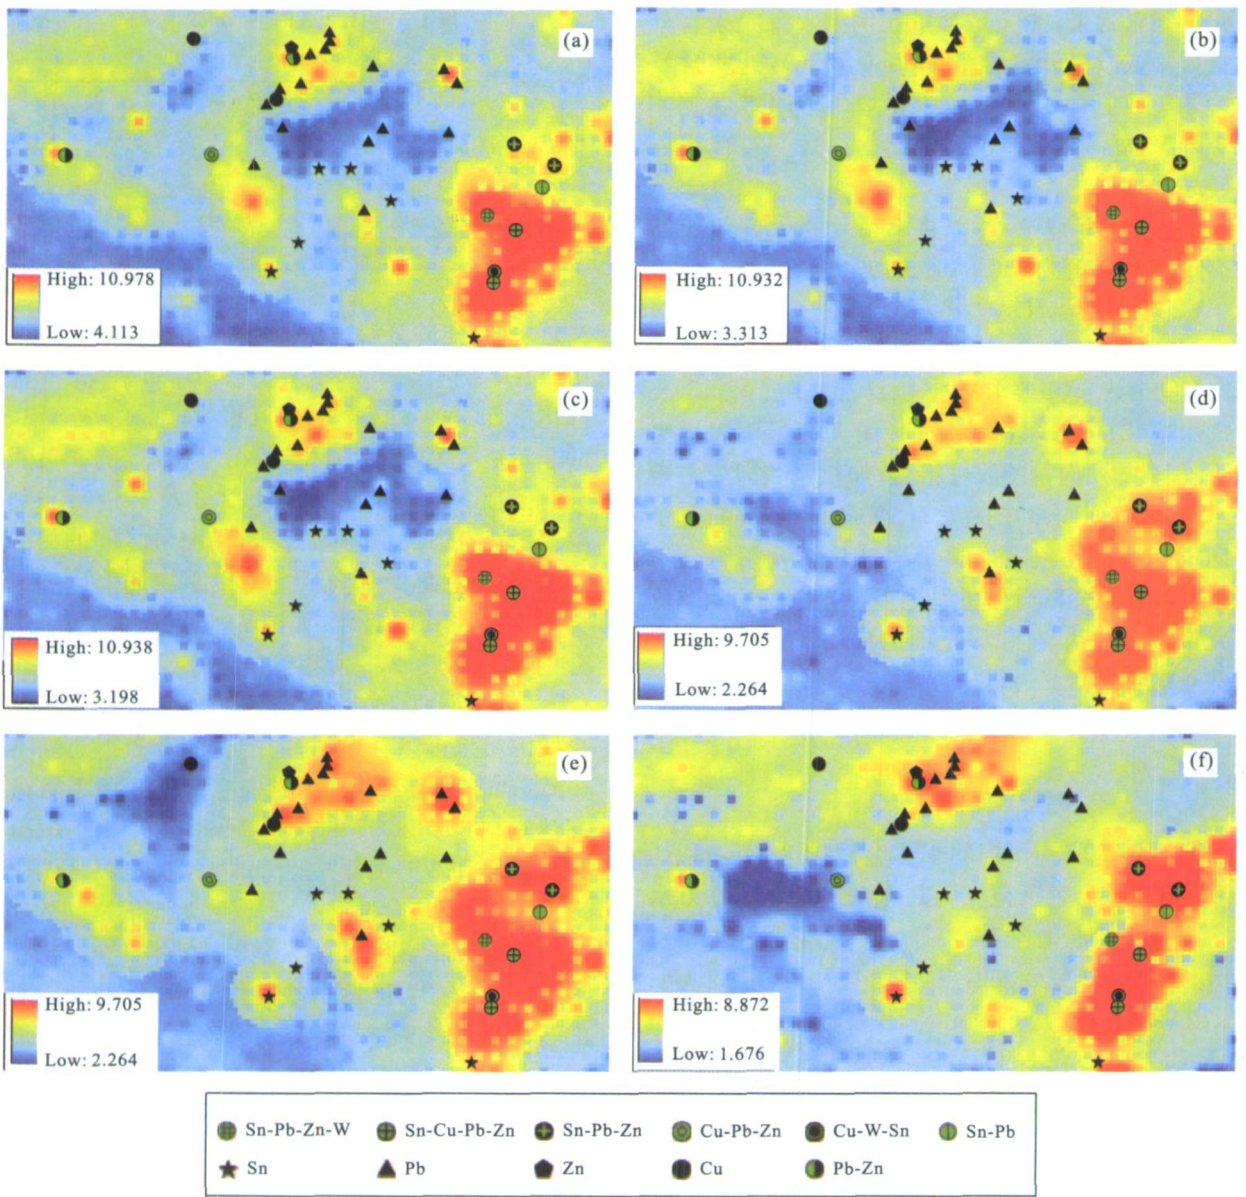 (a)
High: 10.978
Low: 4.113
(b)
High: 10.932
Low: 3.313
(c)
High: 10.938
Low: 3.198
(d)
High: 9.705
Low: 2.264
(e)
High: 9.705
Low: 2.264
(f)
High: 8.872
Low: 1.676
Sn-Pb-Zn-W Sn-Cu-Pb-Zn Sn-Pb-Zn Cu-Pb-Zn Cu-W-Sn Sn-Pb
Sn Pb Zn Cu Pb-Zn